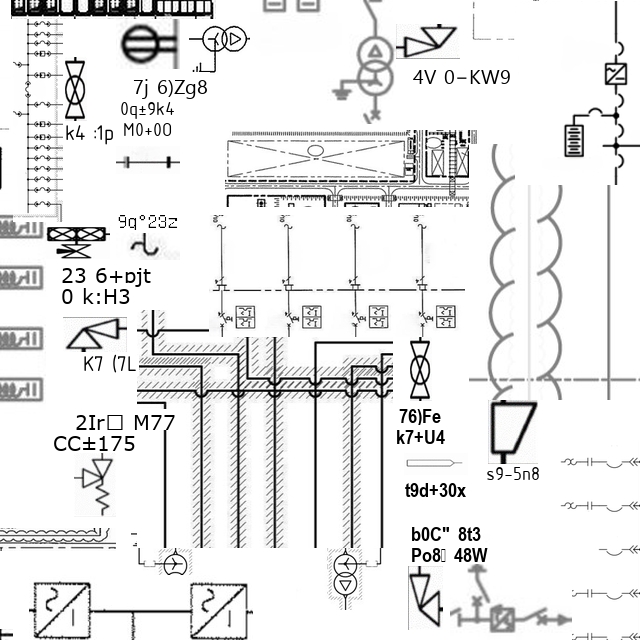 4V 0–KW9
7j 6)Zg8
0q±9k4
M0+0O
k4 :1p
9q°23z
23 6+pjt
0 k:H3
K7 (7L
2Ir□ M77
CC±175
76)Fe
k7+U4
s9-5n8
t9d+30x
b0C" 8t3
Po8▯ 48W